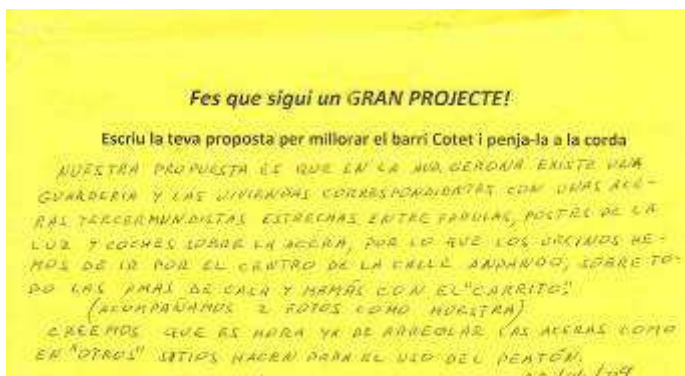 Fes que sigui un GRAN PROJECTE!
Escriu la teva proposta per millorar el barri Cotet i penja-la a la corda
NUESTRA PROPUESTA ES QUE EN LA AVD. GERONA EXISTE UNA
GUARDERIA Y LAS VIVIENDAS CORRESPONDIENTES CON UNAS ACE-
RAS TERCERMUNDISTAS ESTRECHAS ENTRE FAROLAS, POSTES DE LA
LUZ Y COCHES SOBRE LA ACERA, POR LO QUE LOS VECINOS HE-
MOS DE IR POR EL CENTRO DE LA CALLE ANDANDO, SOBRE TO-
DO LAS AMAS DE CASA Y MAMÁS CON EL "CARRITO".
(ACOMPAÑAMOS 2 FOTOS COMO MUESTRA)
CREEMOS QUE ES HORA YA DE ARREGLAR LAS ACERAS COMO
EN "OTROS" SITIOS HACEN PARA EL USO DEL PEATÓN.